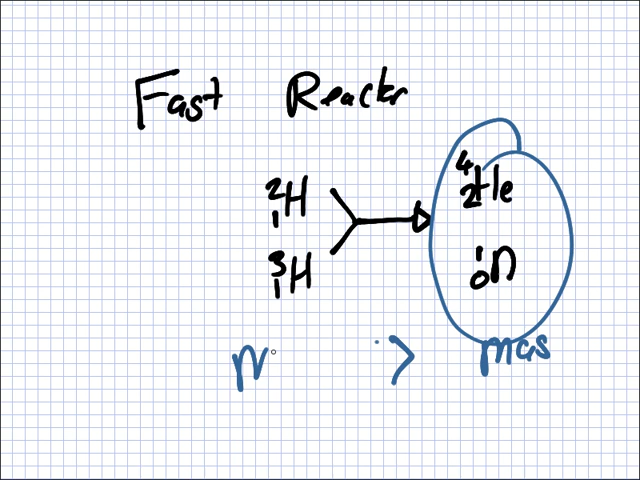 Fast Reactor
²₁H ⁴₂He
³₁H ¹₀n
m > mas